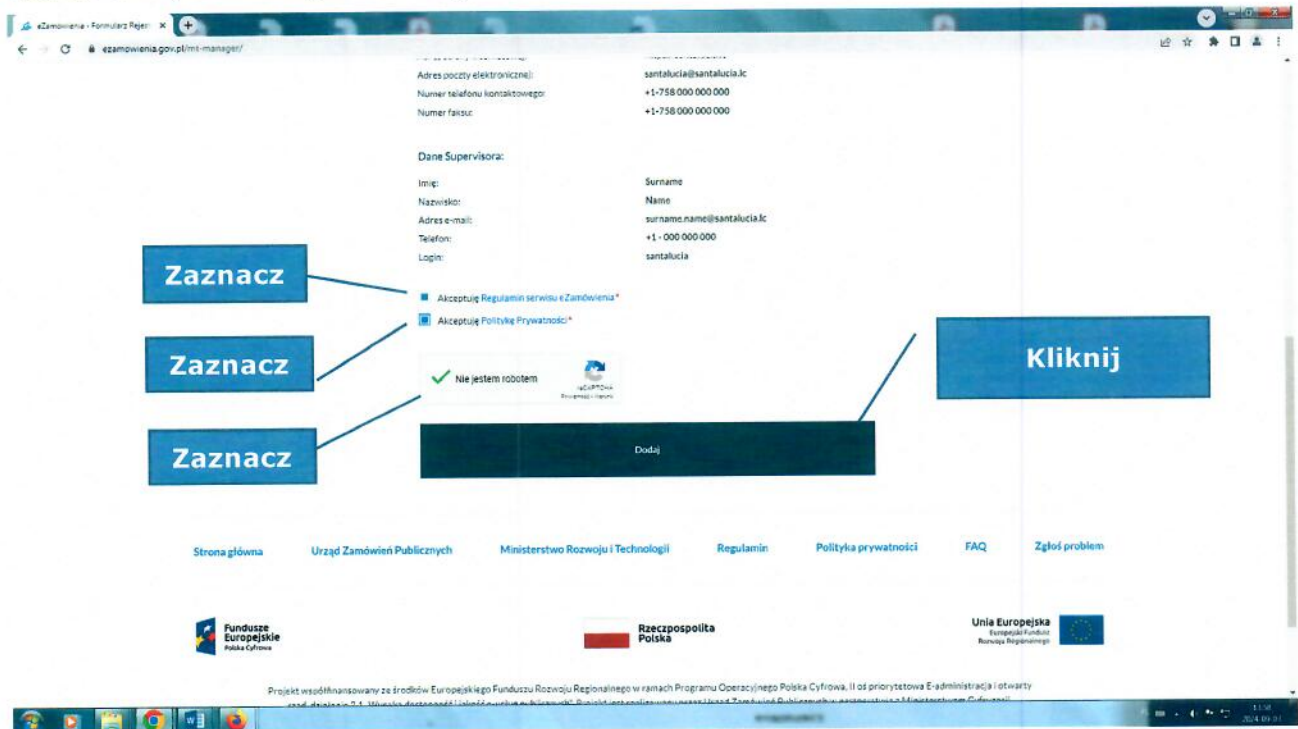 eZamowienia - Formularz Rejes
ezamowienia.gov.pl/mt-manager/
Adres poczty elektronicznej: santalucia@santalucia.lc
Numer telefonu kontaktowego: +1-758 000 000 000
Numer faksu: +1-758 000 000 000
Dane Supervisora:
Imię: Surname
Nazwisko: Name
Adres e-mail: surname.name@santalucia.lc
Telefon: +1 - 000 000 000
Login: santalucia
Zaznacz
Akceptuję Regulamin serwisu eZamówienia*
Akceptuję Politykę Prywatności*
Zaznacz
Kliknij
Nie jestem robotem
reCAPTCHA
Prywatność - Warunki
Zaznacz
Dodaj
Strona główna Urząd Zamówień Publicznych Ministerstwo Rozwoju i Technologii Regulamin Polityka prywatności FAQ Zgłoś problem
Fundusze
Europejskie
Polska Cyfrowa
Rzeczpospolita
Polska
Unia Europejska
Europejski Fundusz
Rozwoju Regionalnego
Projekt współfinansowany ze środków Europejskiego Funduszu Rozwoju Regionalnego w ramach Programu Operacyjnego Polska Cyfrowa, II oś priorytetowa E-administracja i otwarty
13:58